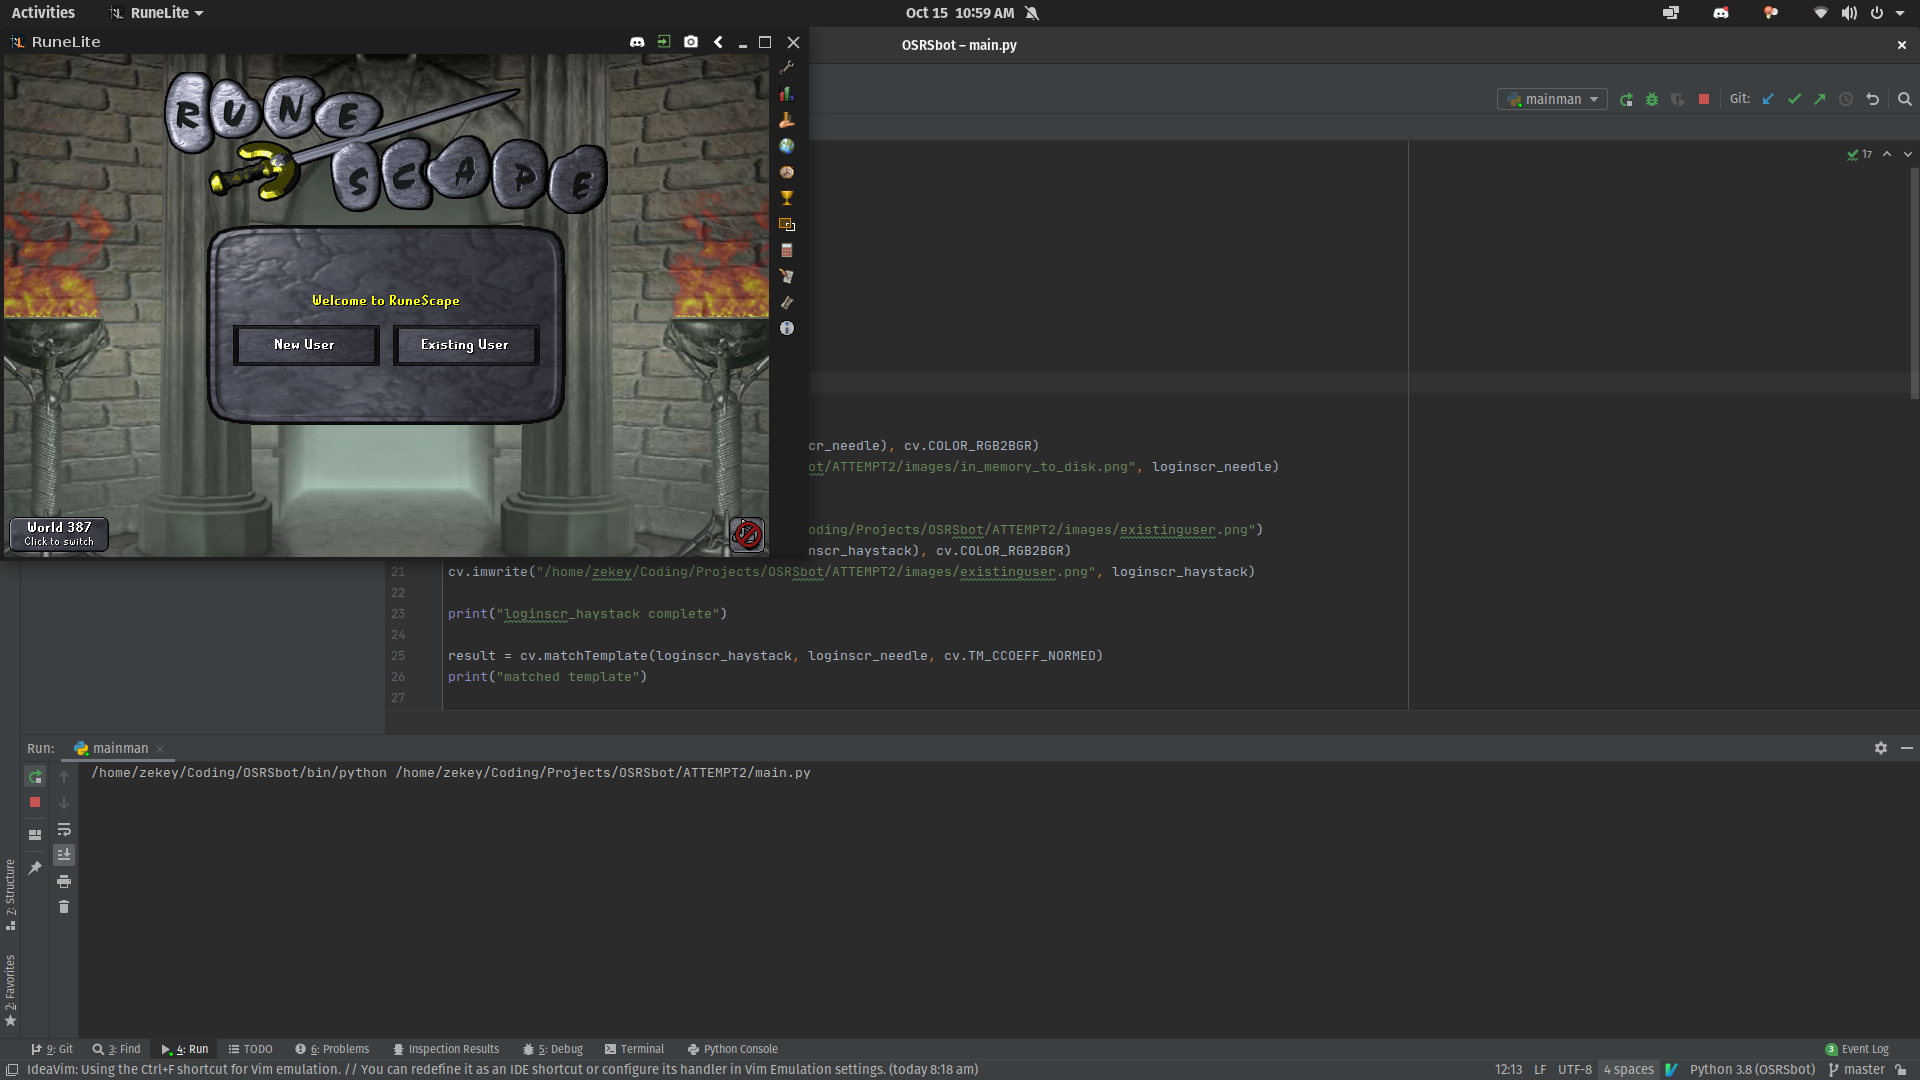 Activities
RuneLite
Oct 15 10:59 AM
RuneLite
OSRSbot – main.py
mainman
Git:
17
RUNE
SCAPE
Welcome to RuneScape
New User
Existing User
World 387
Click to switch
cr_needle), cv.COLOR_RGB2BGR)
ot/ATTEMPT2/images/in_memory_to_disk.png", loginscr_needle)
oding/Projects/OSRSbot/ATTEMPT2/images/existinguser.png")
nscr_haystack), cv.COLOR_RGB2BGR)
21 cv.imwrite("/home/zekey/Coding/Projects/OSRSbot/ATTEMPT2/images/existinguser.png", loginscr_haystack)
22
23 print("loginscr_haystack complete")
24
25 result = cv.matchTemplate(loginscr_haystack, loginscr_needle, cv.TM_CCOEFF_NORMED)
26 print("matched template")
27
Run: mainman
/home/zekey/Coding/OSRSbot/bin/python /home/zekey/Coding/Projects/OSRSbot/ATTEMPT2/main.py
7: Structure
2: Favorites
9: Git 3: Find 4: Run TODO 6: Problems Inspection Results 5: Debug Terminal Python Console 3 Event Log
IdeaVim: Using the Ctrl+F shortcut for Vim emulation. // You can redefine it as an IDE shortcut or configure its handler in Vim Emulation settings. (today 8:18 am) 12:13 LF UTF-8 4 spaces Python 3.8 (OSRSbot) master